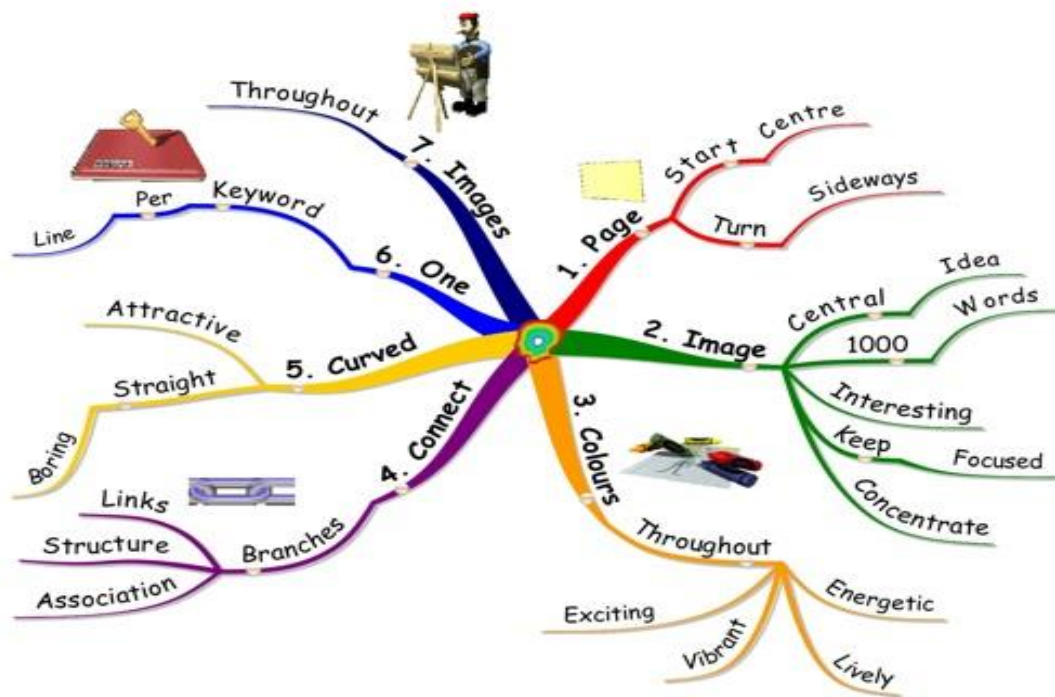 1. Page
Start
Centre
Turn
Sideways
2. Image
Central
Idea
1000
Words
Interesting
Keep
Focused
Concentrate
3. Colours
Throughout
Energetic
Lively
Vibrant
Exciting
4. Connect
Branches
Links
Structure
Association
5. Curved
Attractive
Straight
Boring
6. One
Keyword
Per
Line
7. Images
Throughout